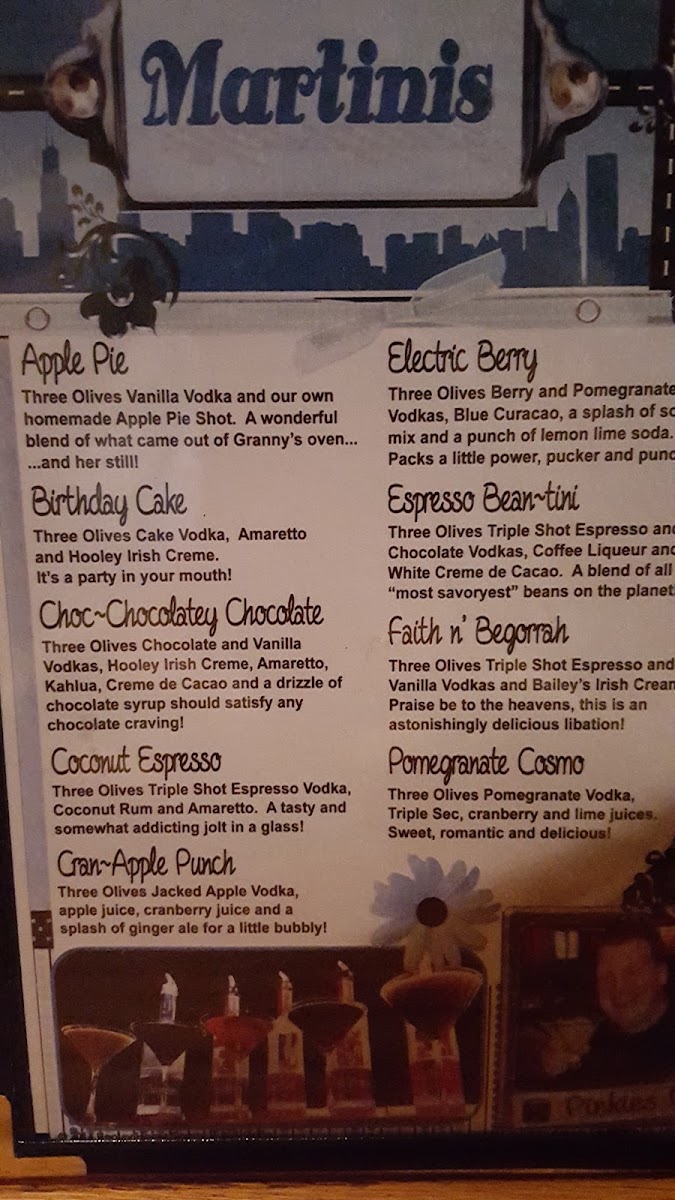 Martinis
Apple Pie
Three Olives Vanilla Vodka and our own
homemade Apple Pie Shot. A wonderful
blend of what came out of Granny's oven...
...and her still!
Birthday Cake
Three Olives Cake Vodka, Amaretto
and Hooley Irish Creme.
It's a party in your mouth!
Choc~Chocolatey Chocolate
Three Olives Chocolate and Vanilla
Vodkas, Hooley Irish Creme, Amaretto,
Kahlua, Creme de Cacao and a drizzle of
chocolate syrup should satisfy any
chocolate craving!
Coconut Espresso
Three Olives Triple Shot Espresso Vodka,
Coconut Rum and Amaretto. A tasty and
somewhat addicting jolt in a glass!
Cran~Apple Punch
Three Olives Jacked Apple Vodka,
apple juice, cranberry juice and a
splash of ginger ale for a little bubbly!
Electric Berry
Three Olives Berry and Pomegranate
Vodkas, Blue Curacao, a splash of
mix and a punch of lemon lime soda.
Packs a little power, pucker and
Espresso Bean~tini
Three Olives Triple Shot Espresso and
Chocolate Vodkas, Coffee Liqueur and
White Creme de Cacao. A blend of all
"most savoryest" beans on the planet
Faith n' Begorrah
Three Olives Triple Shot Espresso and
Vanilla Vodkas and Bailey's Irish Cream
Praise be to the heavens, this is an
astonishingly delicious libation!
Pomegranate Cosmo
Three Olives Pomegranate Vodka,
Triple Sec, cranberry and lime juices.
Sweet, romantic and delicious!